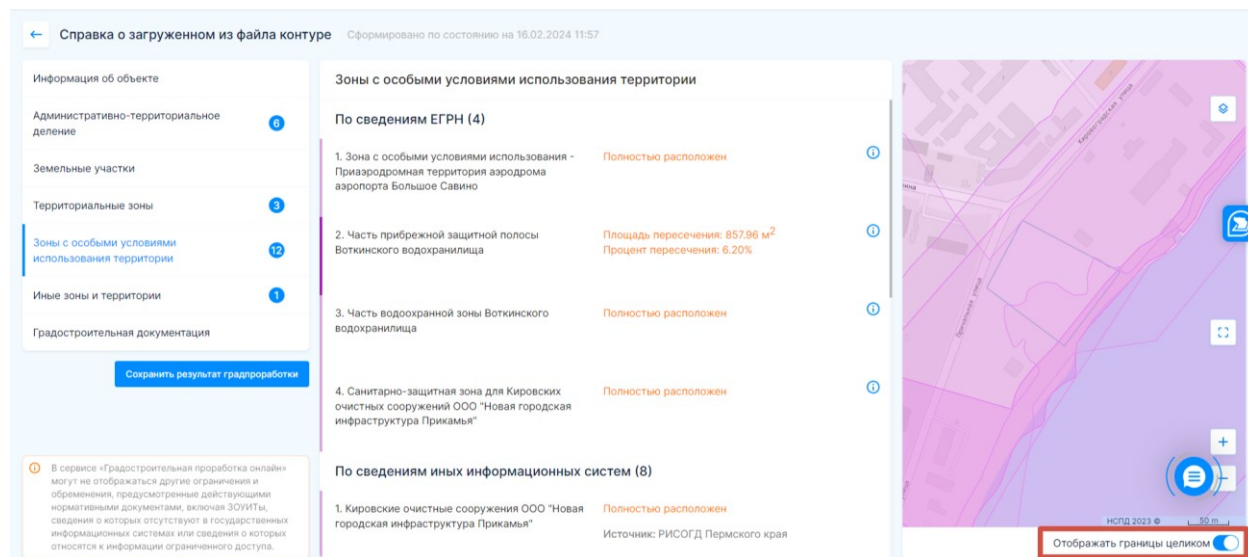 Справка о загруженном из файла контуре
Сформировано по состоянию на 16.02.2024 11:57
Информация об объекте
Административно-территориальное
деление
6
Земельные участки
Территориальные зоны
3
Зоны с особыми условиями
использования территории
12
Иные зоны и территории
1
Градостроительная документация
Сохранить результат градпроработки
В сервисе «Градостроительная проработка онлайн»
могут не отображаться другие ограничения и
обременения, предусмотренные действующими
нормативными документами, включая ЗОУИТы,
сведения о которых отсутствуют в государственных
информационных системах или сведения о которых
относятся к информации ограниченного доступа.
Зоны с особыми условиями использования территории
По сведениям ЕГРН (4)
1. Зона с особыми условиями использования -
Приаэродромная территория аэродрома
аэропорта Большое Савино
Полностью расположен
2. Часть прибрежной защитной полосы
Воткинского водохранилища
Площадь пересечения: 857.96 м2
Процент пересечения: 6.20%
3. Часть водоохранной зоны Воткинского
водохранилища
Полностью расположен
4. Санитарно-защитная зона для Кировских
очистных сооружений ООО "Новая городская
инфраструктура Прикамья"
Полностью расположен
По сведениям иных информационных систем (8)
1. Кировские очистные сооружения ООО "Новая
городская инфраструктура Прикамья"
Полностью расположен
Источник: РИСОГД Пермского края
Кировоградская улица
Причальная улица
НСПД 2023 ©
50 m
Отображать границы целиком